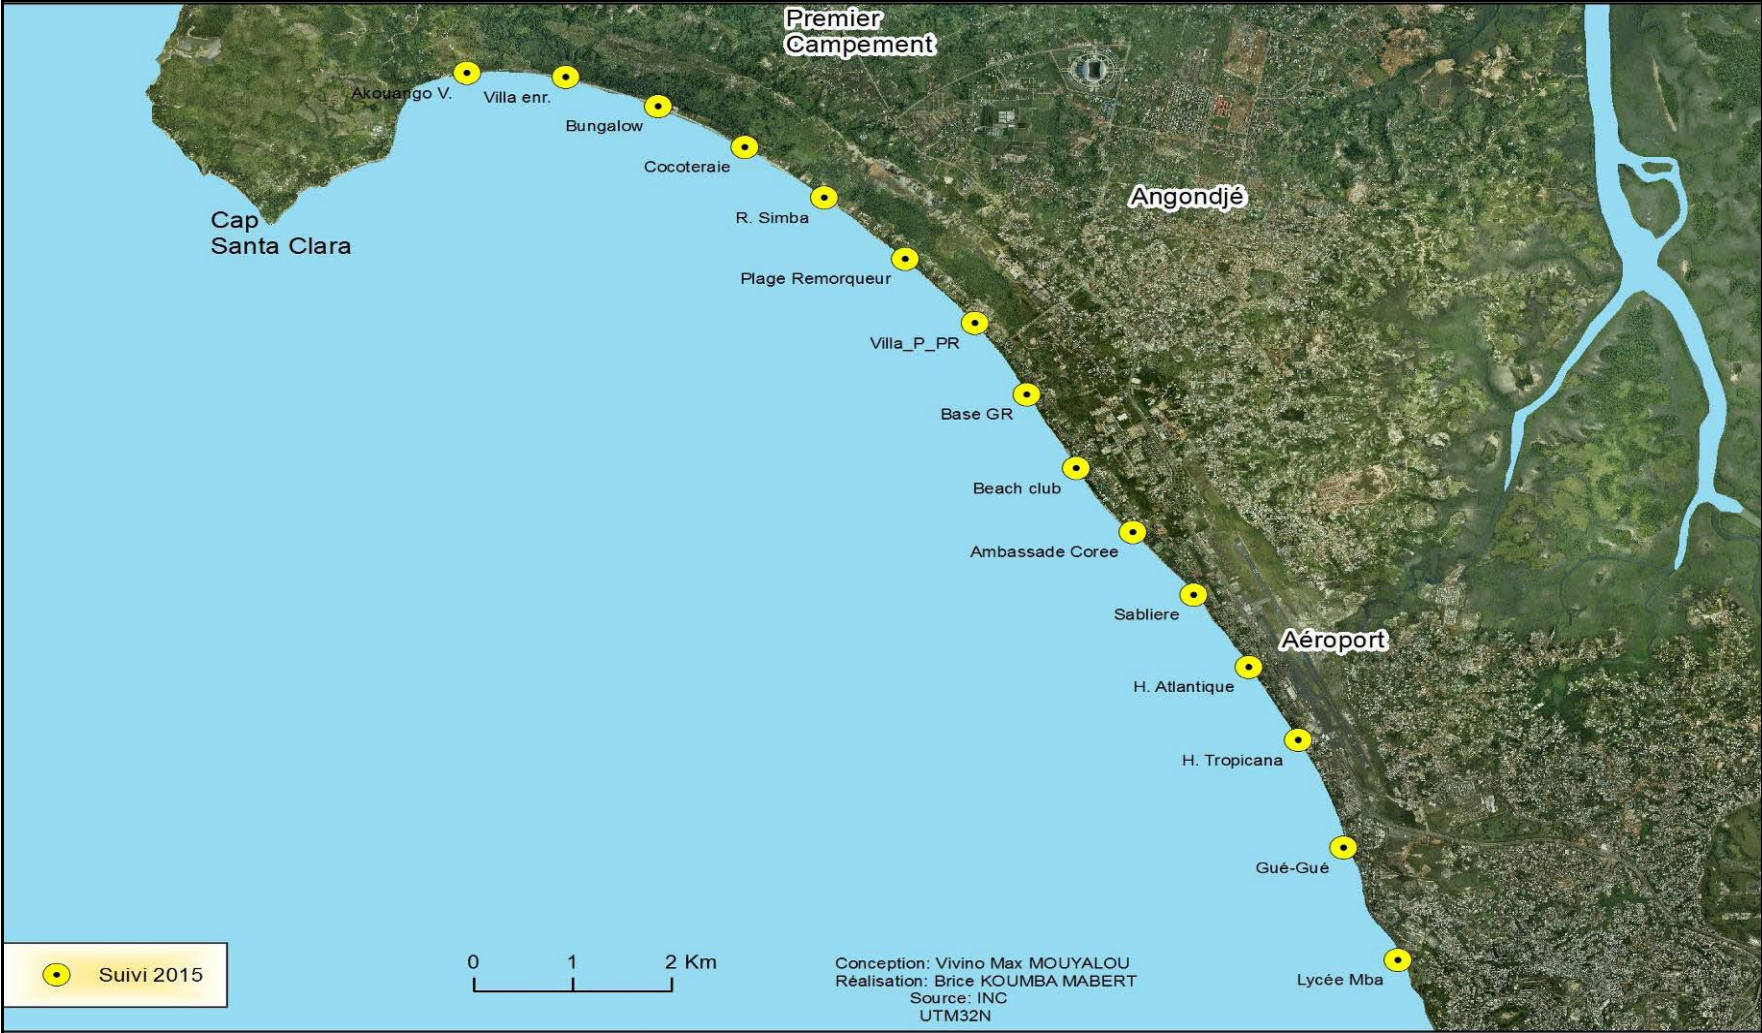 Premier
Campement
Akouango V.
Villa enr.
Bungalow
Cocoteraie
Angondjé
R. Simba
Cap
Santa Clara
Plage Remorqueur
Villa_P_PR
Base GR
Beach club
Ambassade Coree
Sabliere
Aéroport
H. Atlantique
H. Tropicana
Gué-Gué
Lycée Mba
Suivi 2015
0 1 2 Km
Conception: Vivino Max MOUYALOU
Réalisation: Brice KOUMBA MABERT
Source: INC
UTM32N